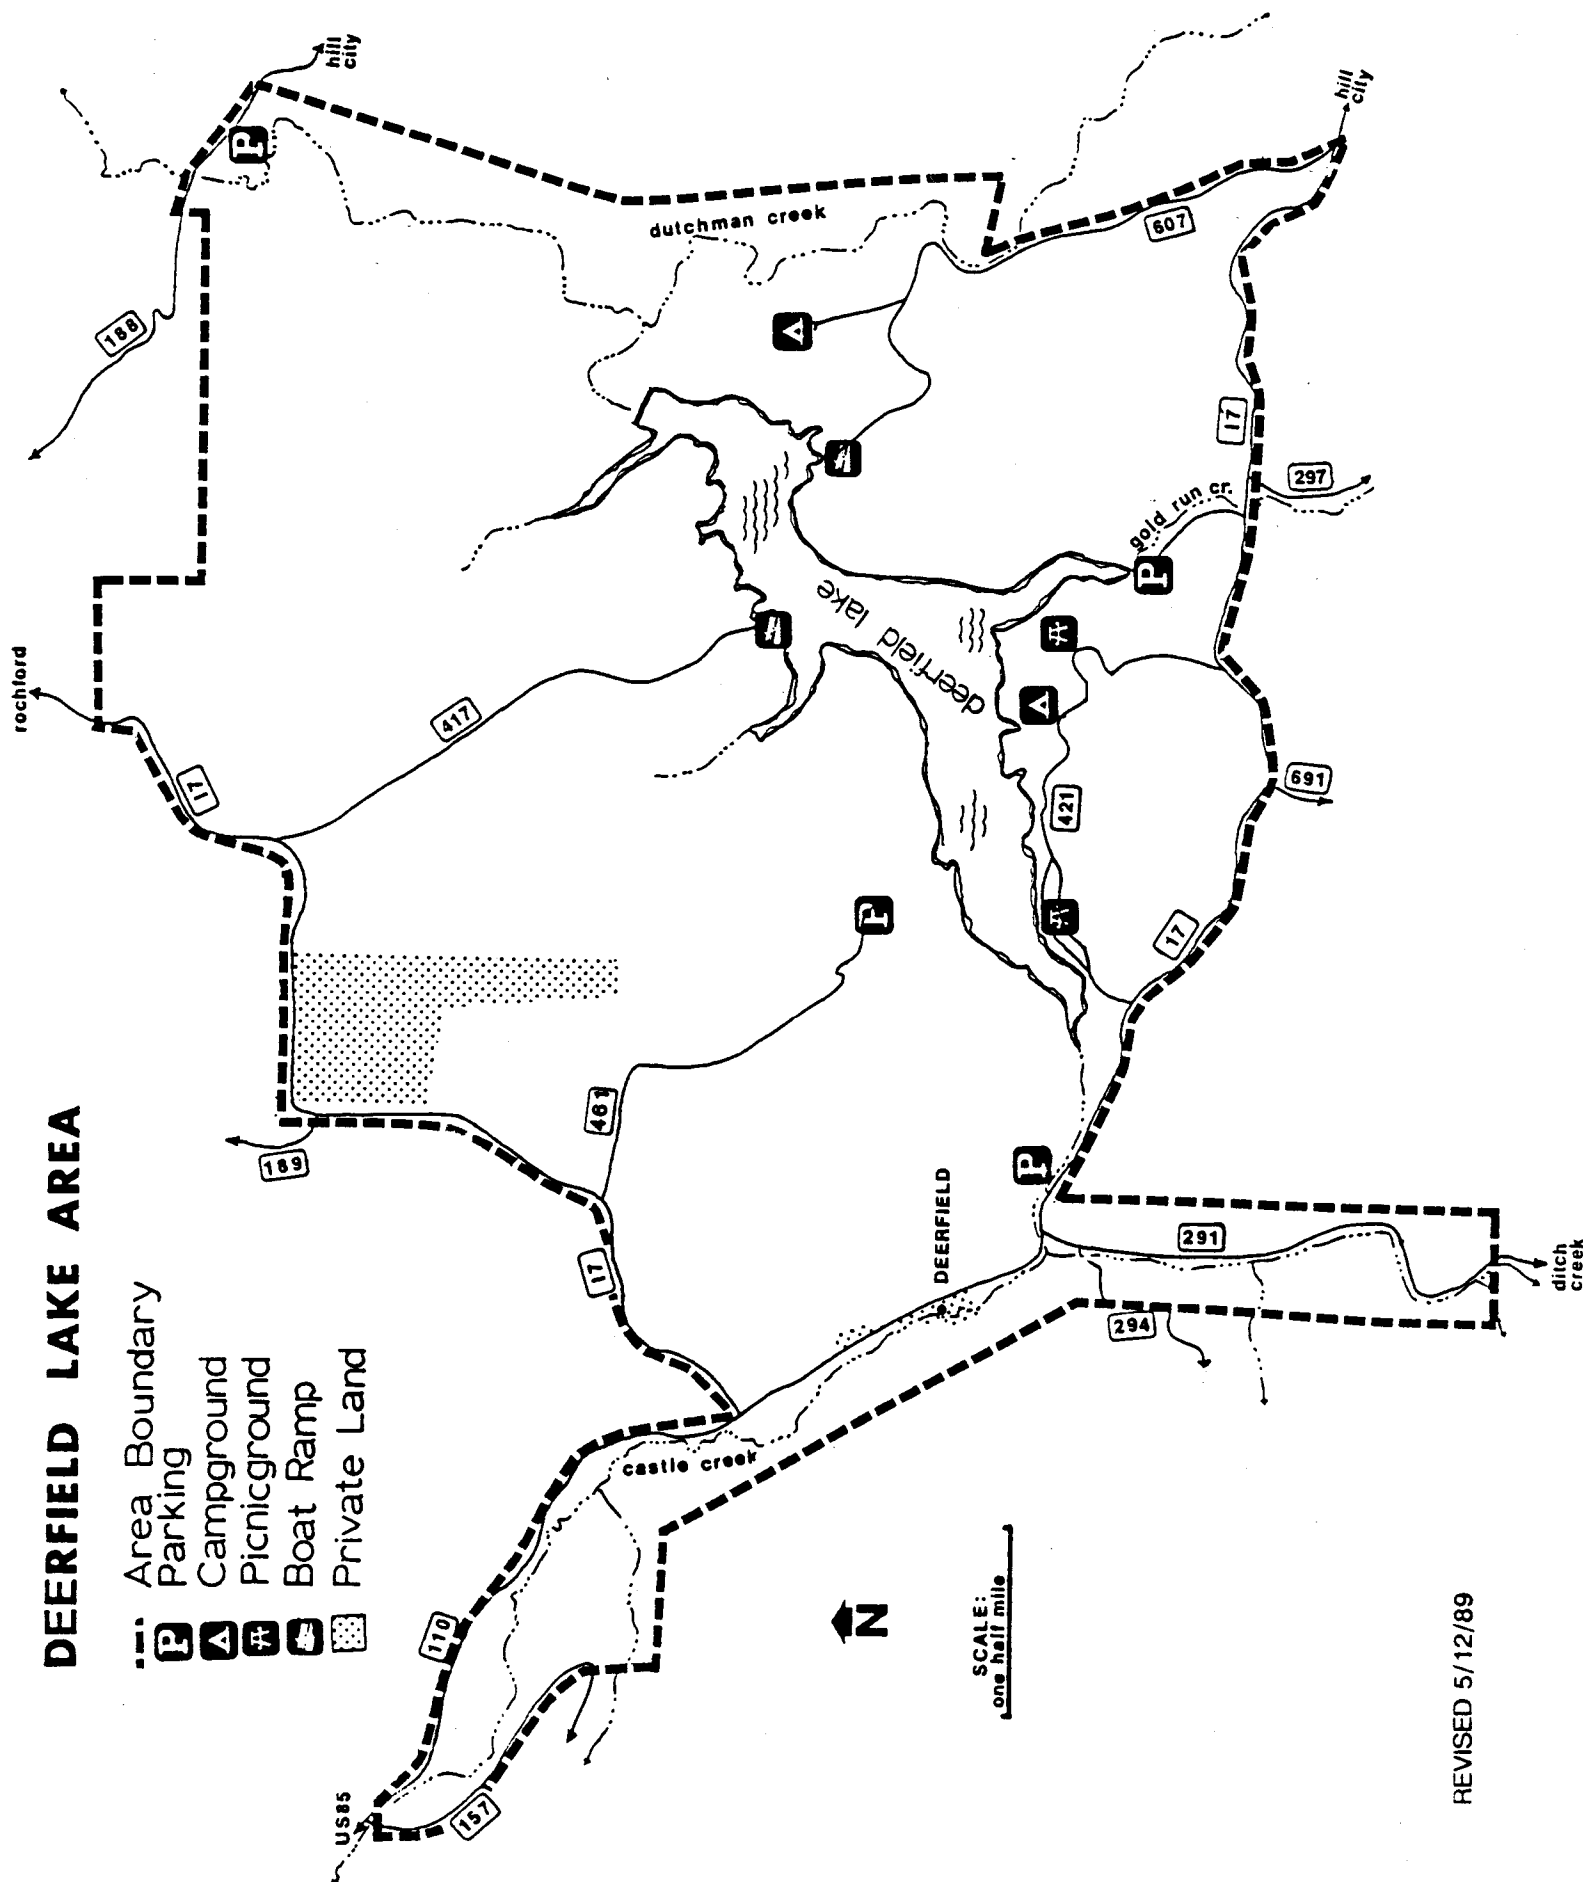 DEERFIELD LAKE AREA
Area Boundary
P Parking
Campground
Picnicground
Boat Ramp
Private Land
US85
157
110
castle creek
17
189
461
17
rochford
417
188
hill
city
P
dutchman creek
607
hill
city
17
297
gold run cr.
P
deerfield lake
421
691
17
P
P
DEERFIELD
291
294
ditch
creek
N
SCALE:
one half mile
REVISED 5/12/89